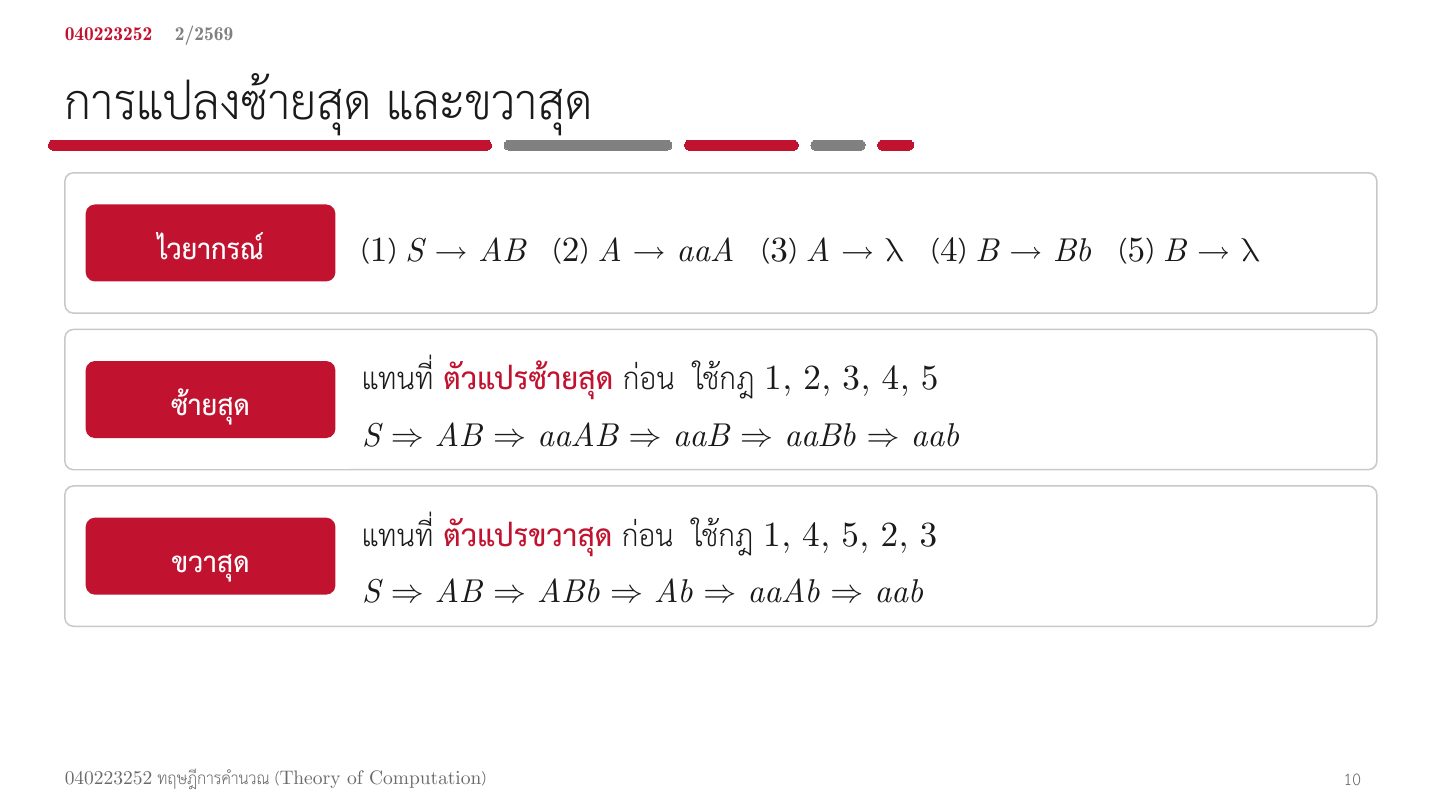 040223252 2/2569
การแปลงซ้ายสุด และขวาสุด
ไวยากรณ์
(1) S → AB (2) A → aaA (3) A → λ (4) B → Bb (5) B → λ
ซ้ายสุด
แทนที่ ตัวแปรซ้ายสุด ก่อน ใช้กฎ 1, 2, 3, 4, 5
S ⇒ AB ⇒ aaAB ⇒ aaB ⇒ aaBb ⇒ aab
ขวาสุด
แทนที่ ตัวแปรขวาสุด ก่อน ใช้กฎ 1, 4, 5, 2, 3
S ⇒ AB ⇒ ABb ⇒ Ab ⇒ aaAb ⇒ aab
040223252 ทฤษฎีการคำนวณ (Theory of Computation)
10